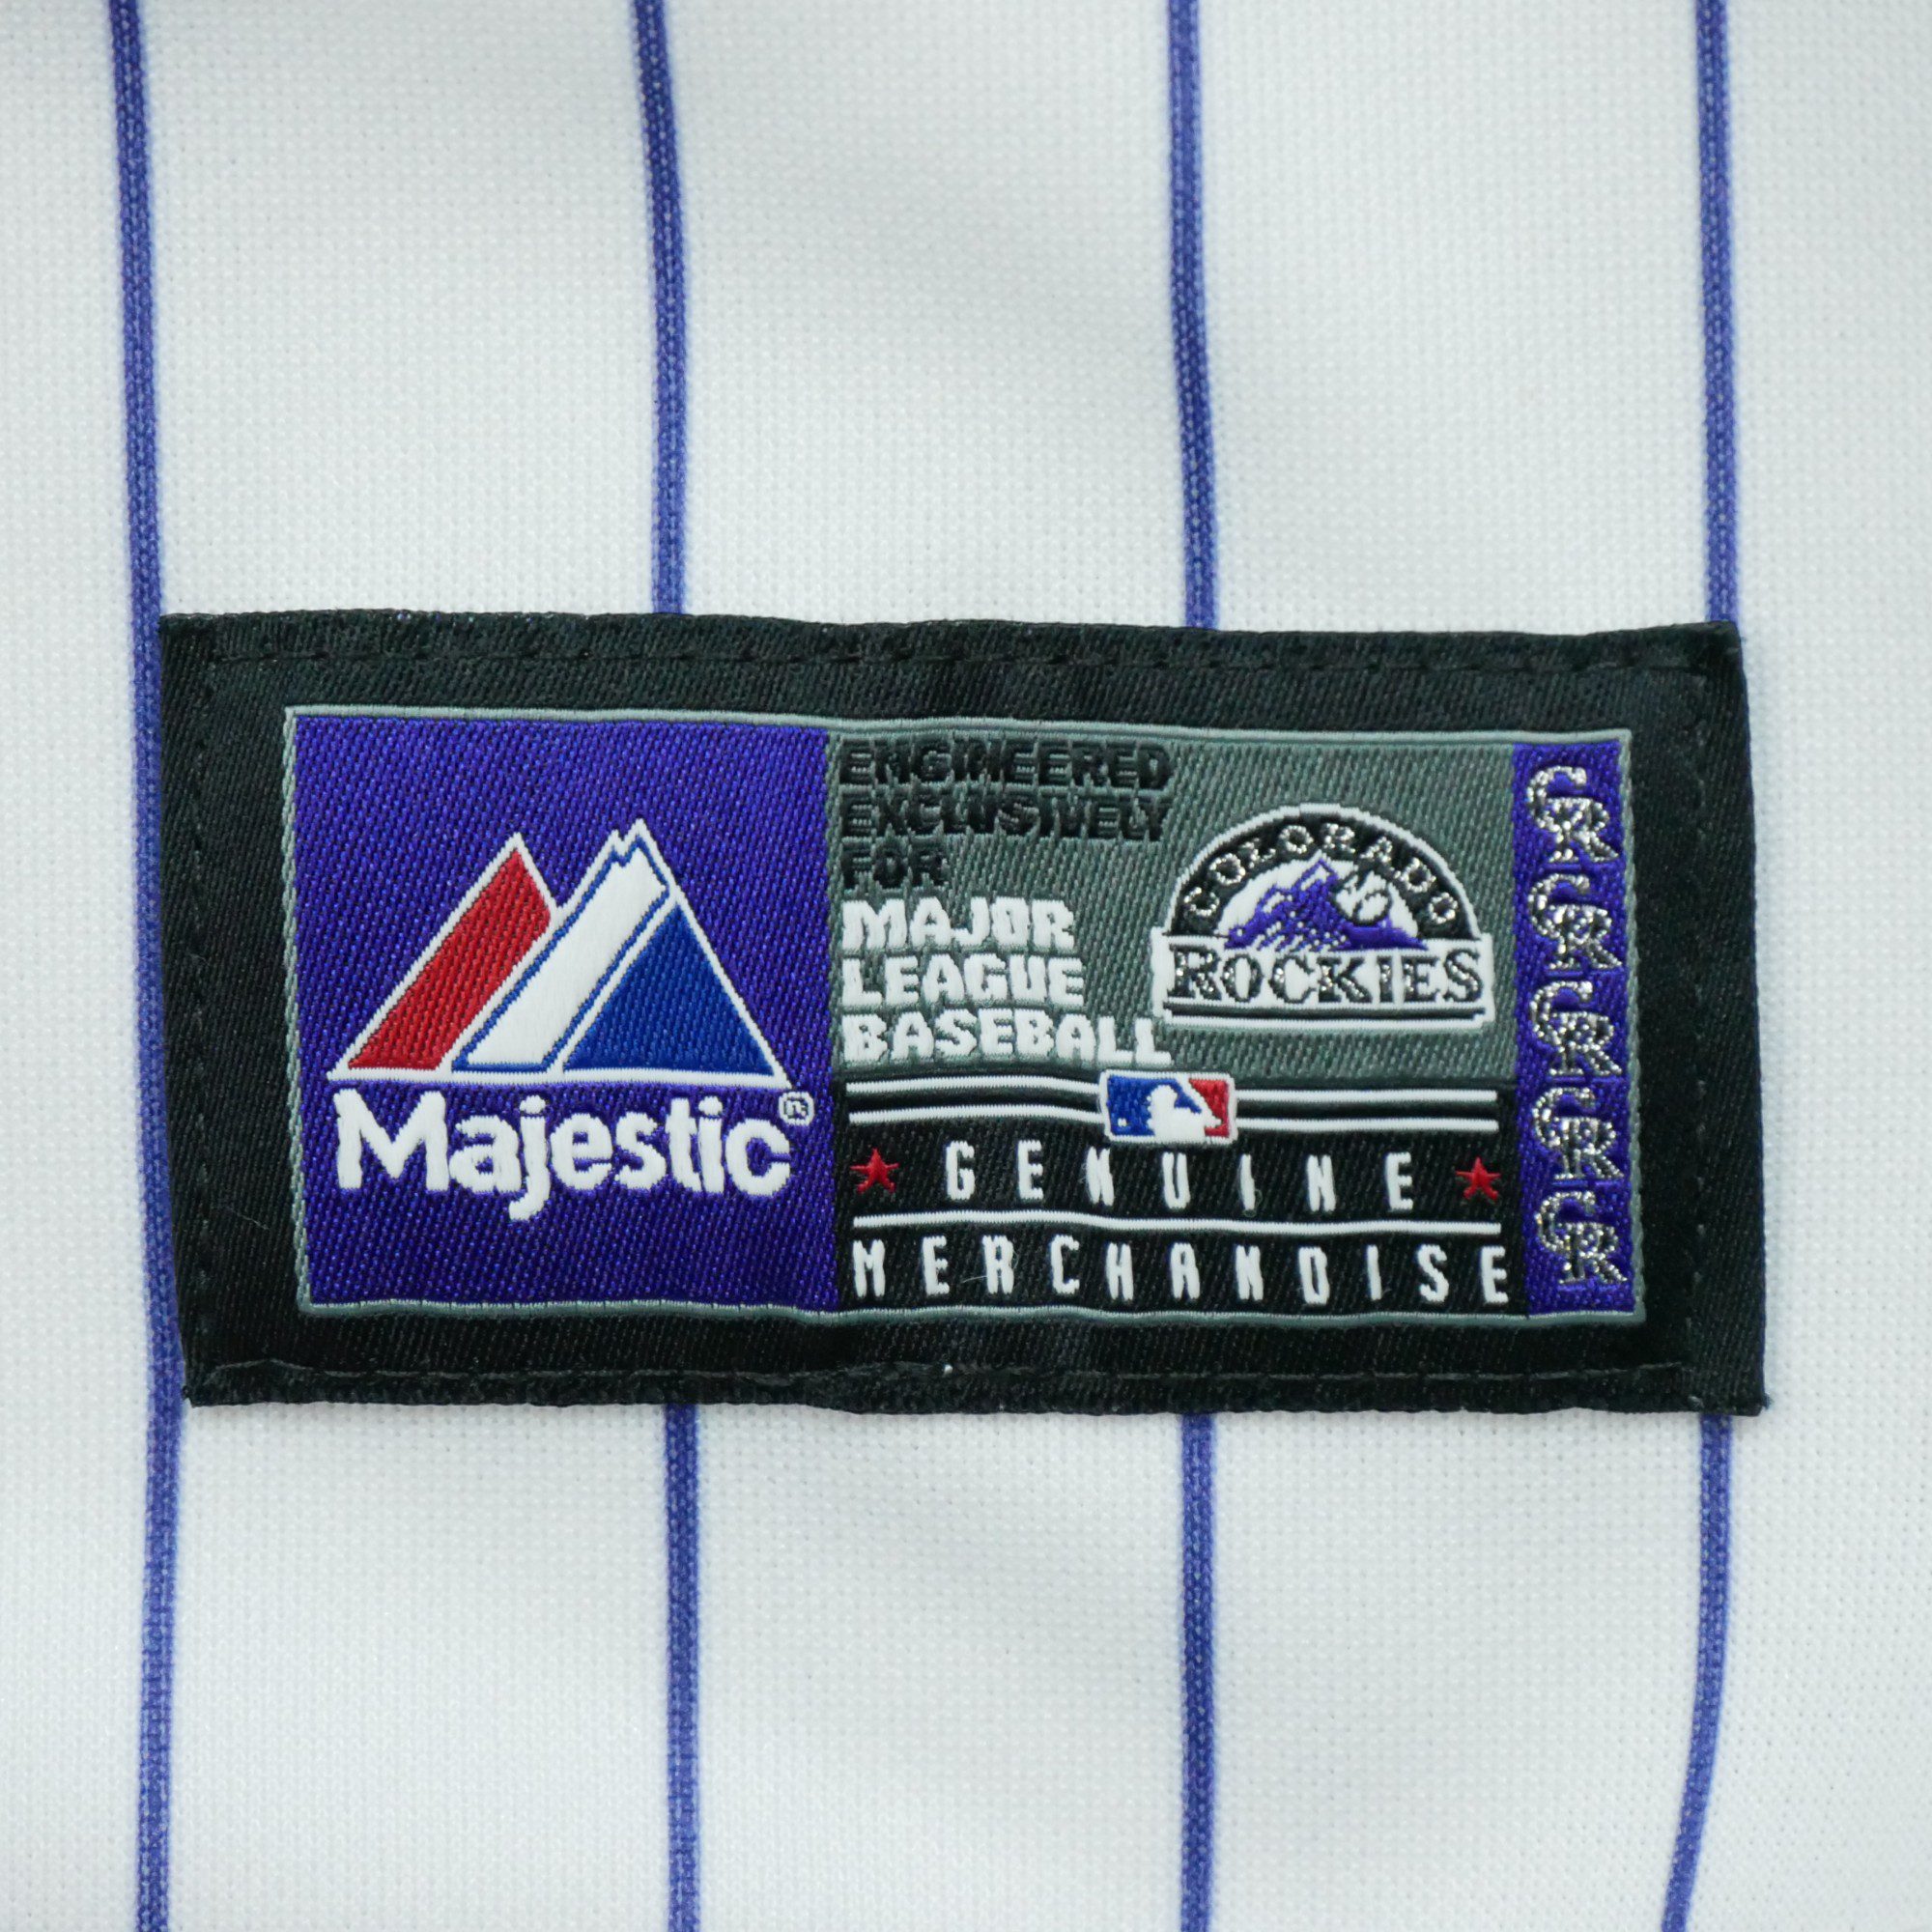 Majestic®
ENGINEERED
EXCLUSIVELY
FOR
MAJOR
LEAGUE
BASEBALL
COLORADO
ROCKIES
GENUINE
MERCHANDISE
CR
CR
CR
CR
CR